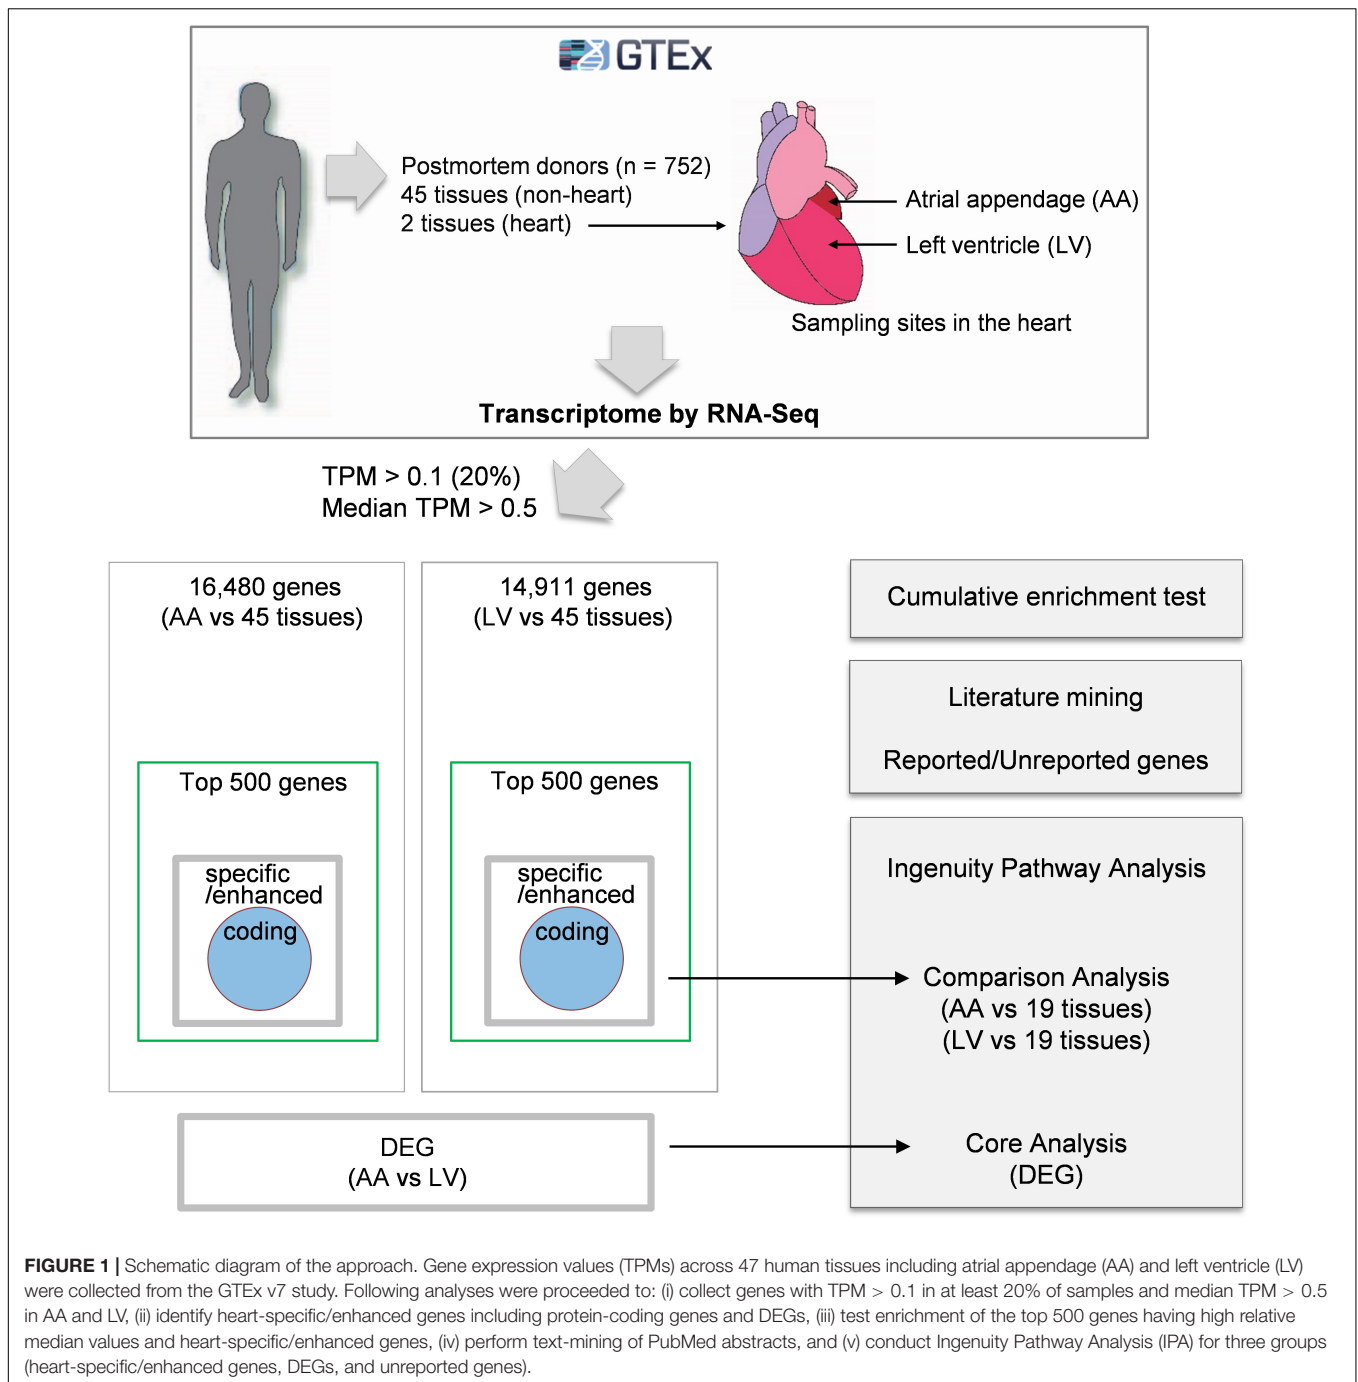 GTEx
Postmortem donors (n = 752)
45 tissues (non-heart)
2 tissues (heart)
Atrial appendage (AA)
Left ventricle (LV)
Sampling sites in the heart
Transcriptome by RNA-Seq
TPM > 0.1 (20%)
Median TPM > 0.5
16,480 genes
(AA vs 45 tissues)
Top 500 genes
specific
/enhanced
coding
14,911 genes
(LV vs 45 tissues)
Top 500 genes
specific
/enhanced
coding
DEG
(AA vs LV)
Cumulative enrichment test
Literature mining
Reported/Unreported genes
Ingenuity Pathway Analysis
Comparison Analysis
(AA vs 19 tissues)
(LV vs 19 tissues)
Core Analysis
(DEG)
FIGURE 1 | Schematic diagram of the approach. Gene expression values (TPMs) across 47 human tissues including atrial appendage (AA) and left ventricle (LV)
were collected from the GTEx v7 study. Following analyses were proceeded to: (i) collect genes with TPM > 0.1 in at least 20% of samples and median TPM > 0.5
in AA and LV, (ii) identify heart-specific/enhanced genes including protein-coding genes and DEGs, (iii) test enrichment of the top 500 genes having high relative
median values and heart-specific/enhanced genes, (iv) perform text-mining of PubMed abstracts, and (v) conduct Ingenuity Pathway Analysis (IPA) for three groups
(heart-specific/enhanced genes, DEGs, and unreported genes).